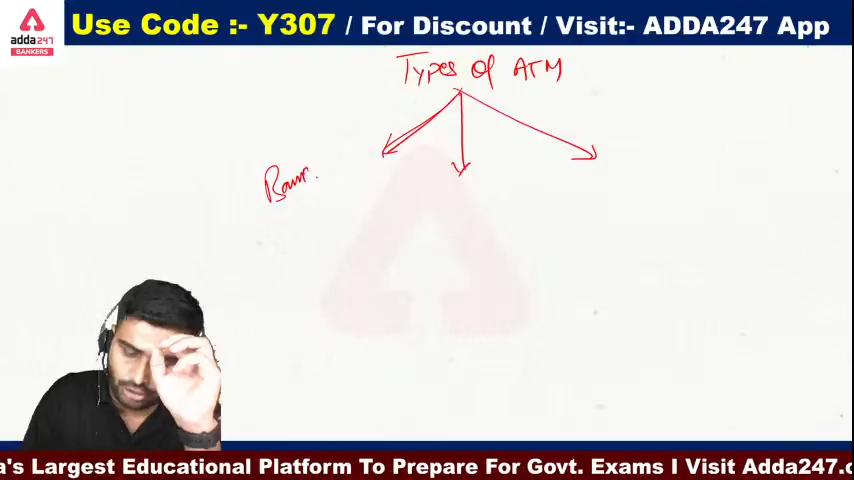 Use Code :- Y307 / For Discount / Visit:- ADDA247 App
adda247
BANKERS
Types of ATM
a's Largest Educational Platform To Prepare For Govt. Exams I Visit Adda247.c